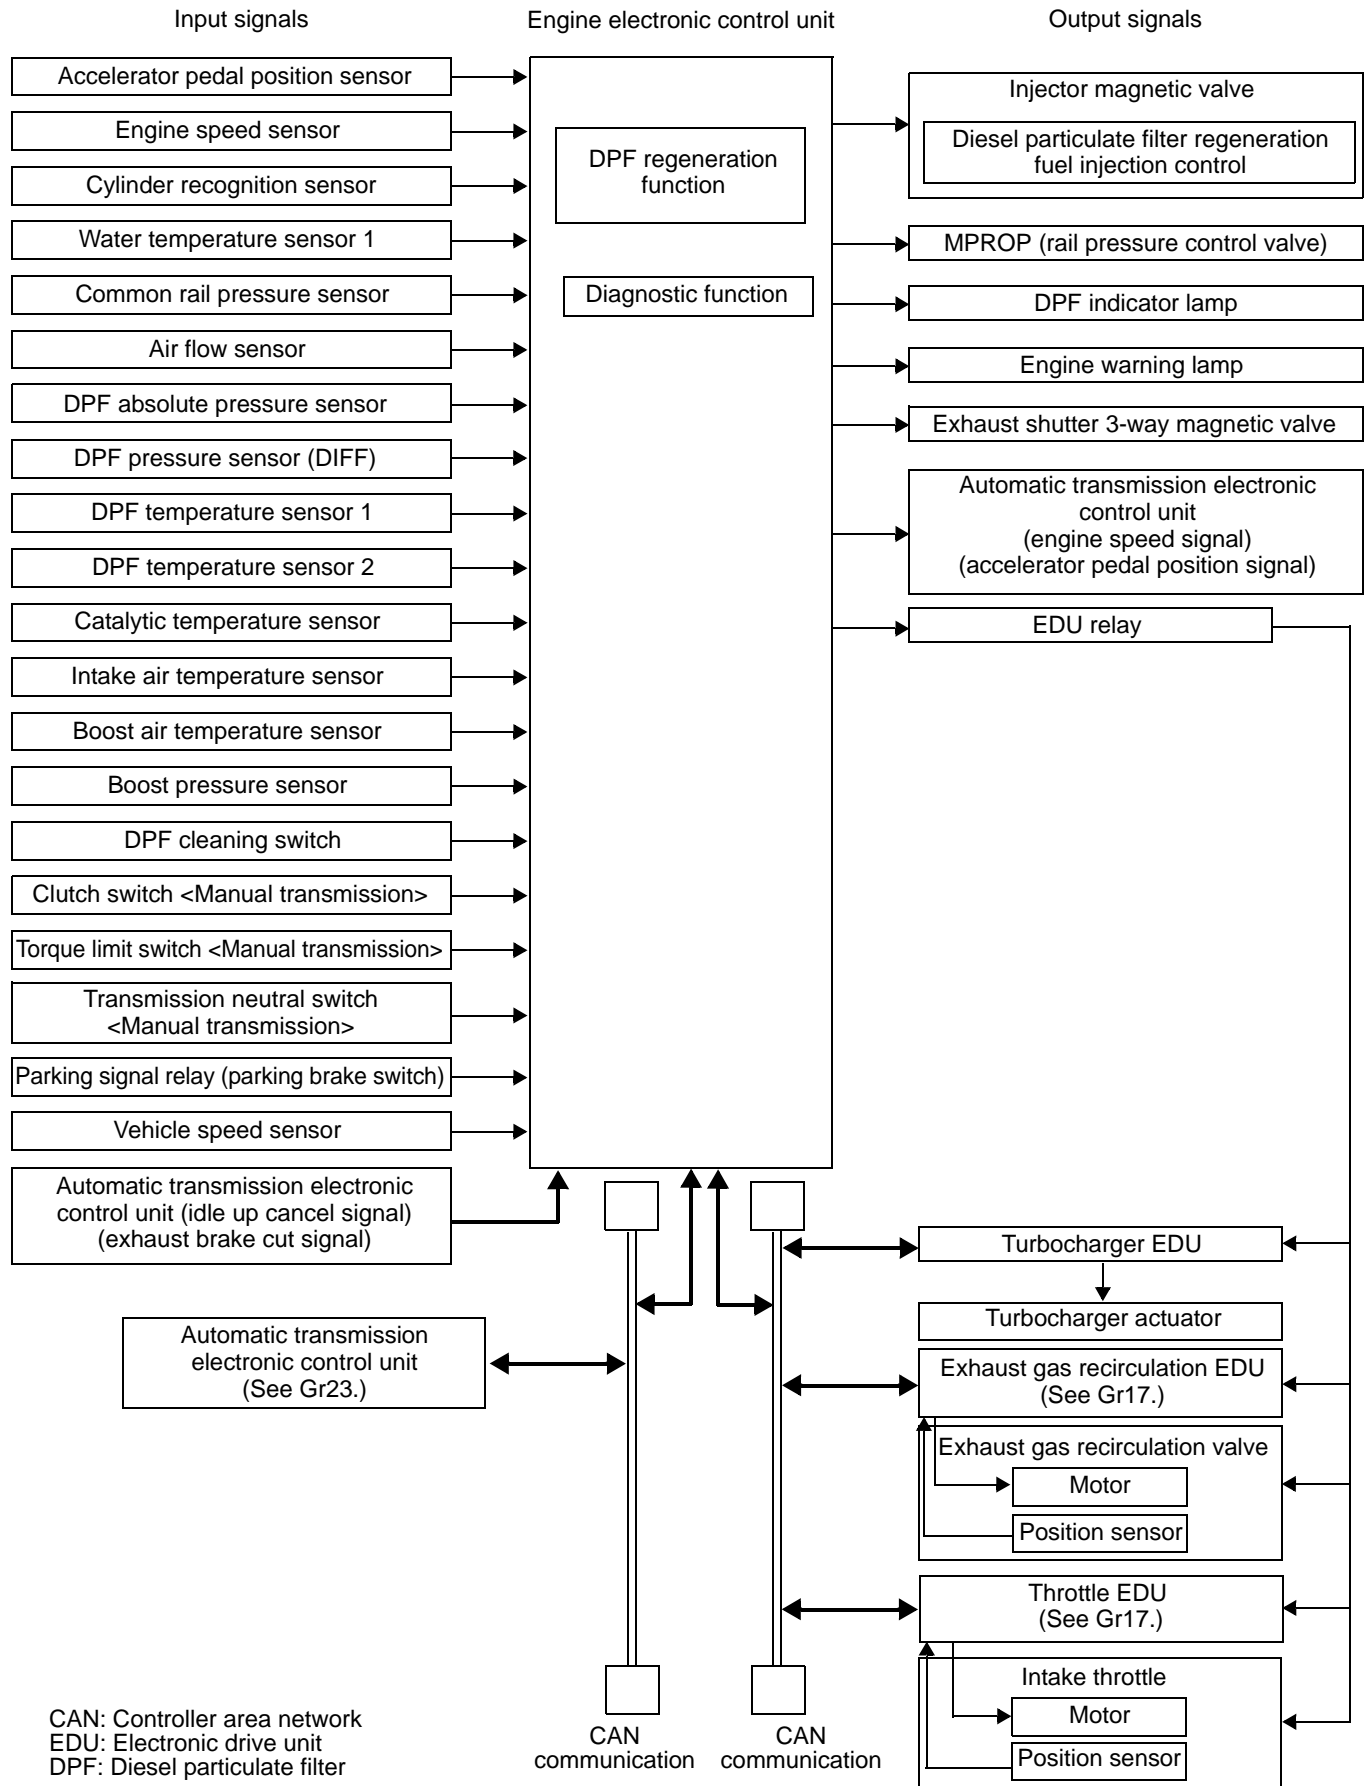 Input signals
Engine electronic control unit
Output signals
Accelerator pedal position sensor
Engine speed sensor
Cylinder recognition sensor
Water temperature sensor 1
Common rail pressure sensor
Air flow sensor
DPF absolute pressure sensor
DPF pressure sensor (DIFF)
DPF temperature sensor 1
DPF temperature sensor 2
Catalytic temperature sensor
Intake air temperature sensor
Boost air temperature sensor
Boost pressure sensor
DPF cleaning switch
Clutch switch <Manual transmission>
Torque limit switch <Manual transmission>
Transmission neutral switch
<Manual transmission>
Parking signal relay (parking brake switch)
Vehicle speed sensor
Automatic transmission electronic
control unit (idle up cancel signal)
(exhaust brake cut signal)
Automatic transmission
electronic control unit
(See Gr23.)
DPF regeneration
function
Diagnostic function
Injector magnetic valve
Diesel particulate filter regeneration
fuel injection control
MPROP (rail pressure control valve)
DPF indicator lamp
Engine warning lamp
Exhaust shutter 3-way magnetic valve
Automatic transmission electronic
control unit
(engine speed signal)
(accelerator pedal position signal)
EDU relay
Turbocharger EDU
Turbocharger actuator
Exhaust gas recirculation EDU
(See Gr17.)
Exhaust gas recirculation valve
Motor
Position sensor
Throttle EDU
(See Gr17.)
Intake throttle
Motor
Position sensor
CAN
communication
CAN
communication
CAN: Controller area network
EDU: Electronic drive unit
DPF: Diesel particulate filter